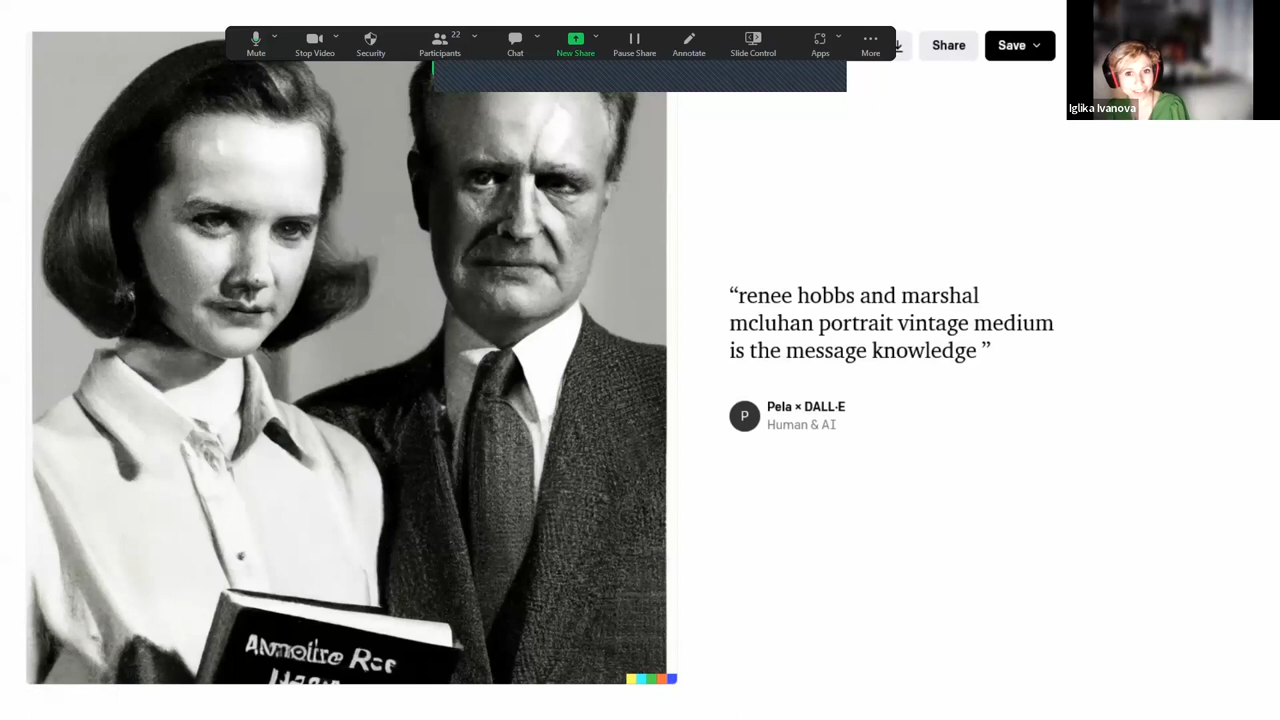 22
Mute
Stop Video
Security
Participants
Chat
New Share
Pause Share
Annotate
Slide Control
Apps
More
Share
Save
Iglika Ivanova
“renee hobbs and marshal
mcluhan portrait vintage medium
is the message knowledge ”
P
Pela × DALL·E
Human & AI